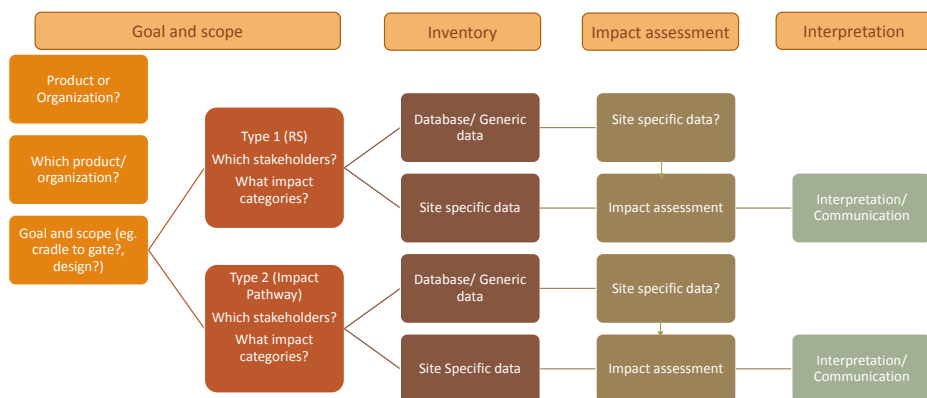 Goal and scope
Inventory
Impact assessment
Interpretation
Product or
Organization?
Which product/
organization?
Goal and scope (eg.
cradle to gate?,
design?)
Type 1 (RS)
Which stakeholders?
What impact
categories?
Type 2 (Impact
Pathway)
Which stakeholders?
What impact
categories?
Database/ Generic
data
Site specific data?
Site specific data
Impact assessment
Interpretation/
Communication
Database/ Generic
data
Site specific data?
Site Specific data
Impact assessment
Interpretation/
Communication